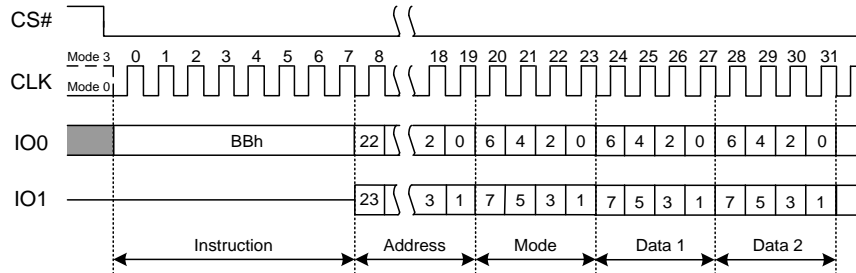 CS#
Mode 3 0 1 2 3 4 5 6 7 8 18 19 20 21 22 23 24 25 26 27 28 29 30 31
CLK
Mode 0
IO0 BBh 22 2 0 6 4 2 0 6 4 2 0 6 4 2 0
IO1 23 3 1 7 5 3 1 7 5 3 1 7 5 3 1
Instruction Address Mode Data 1 Data 2